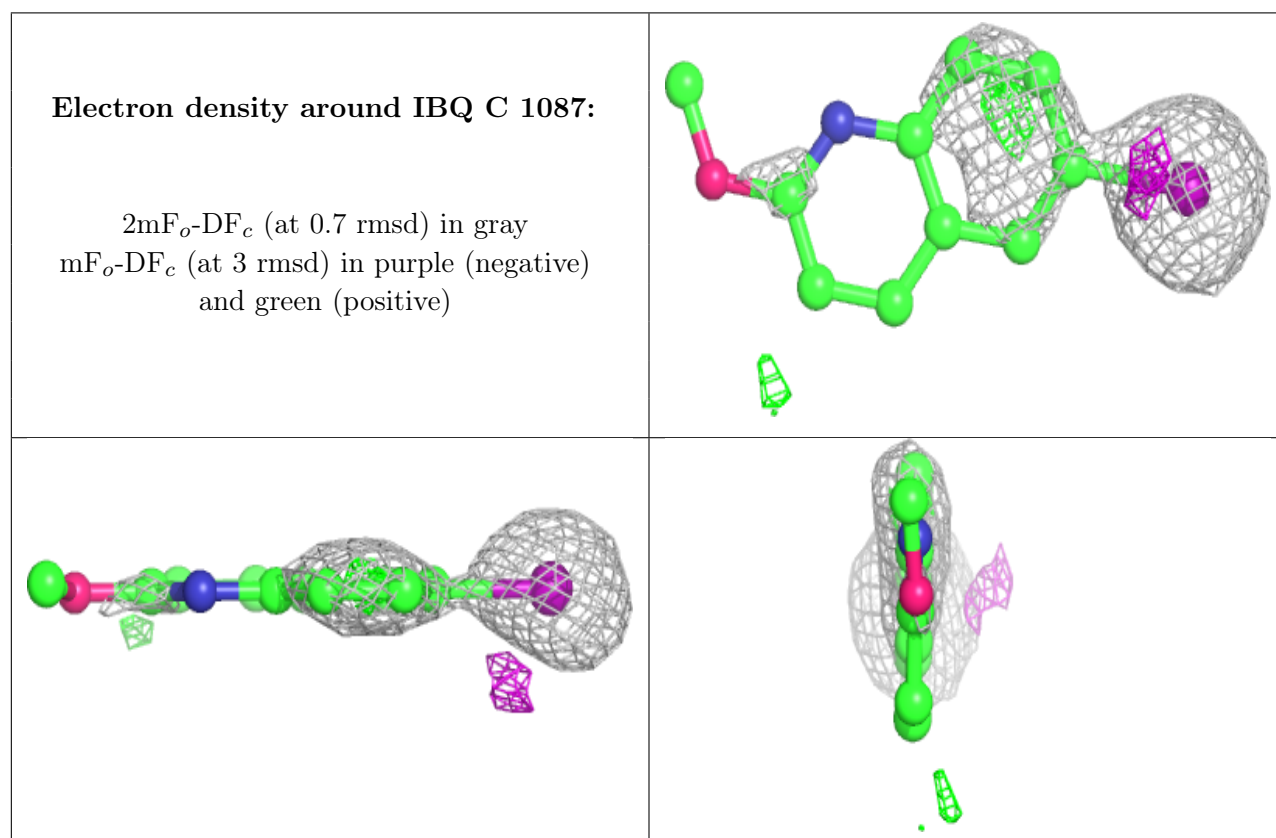 Electron density around IBQ C 1087:
2mFo-DFc (at 0.7 rmsd) in gray
mFo-DFc (at 3 rmsd) in purple (negative)
and green (positive)